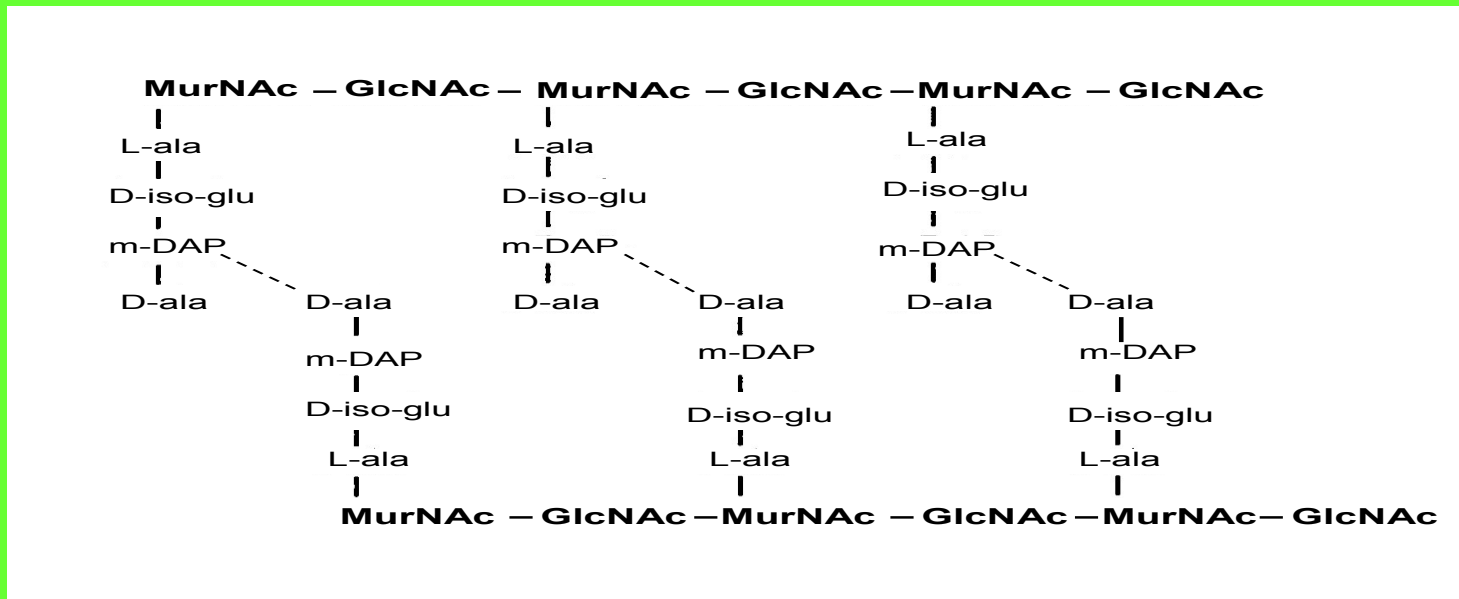 MurNAc – GlcNAc – MurNAc – GlcNAc – MurNAc – GlcNAc
L-ala L-ala L-ala
D-iso-glu D-iso-glu D-iso-glu
m-DAP m-DAP m-DAP
D-ala D-ala D-ala D-ala D-ala D-ala
m-DAP m-DAP m-DAP
D-iso-glu D-iso-glu D-iso-glu
L-ala L-ala L-ala
MurNAc – GlcNAc – MurNAc – GlcNAc – MurNAc – GlcNAc